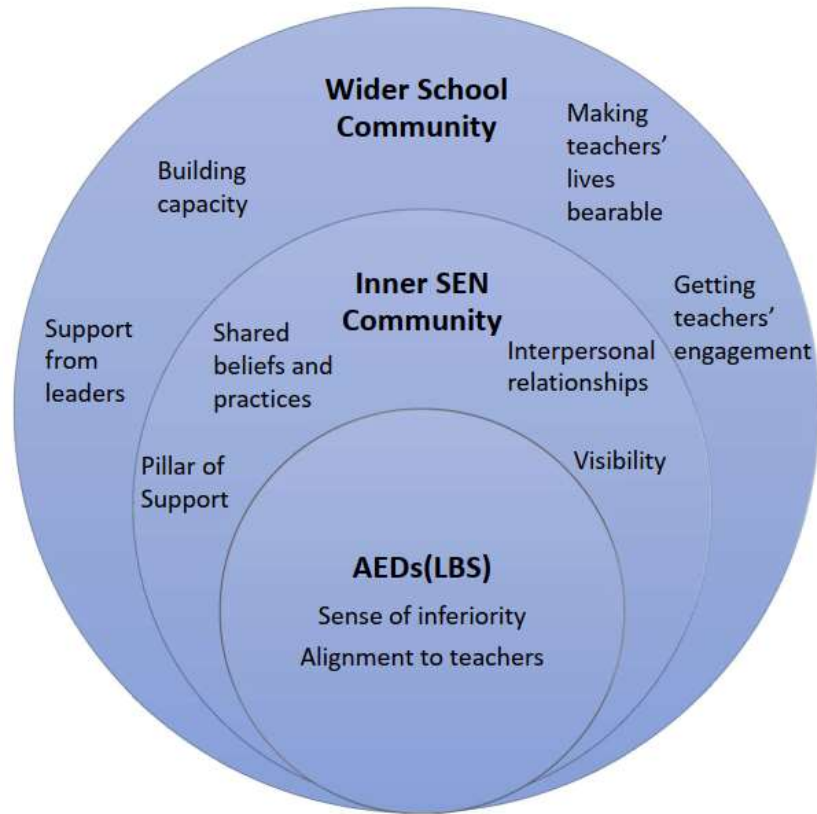 Wider School
Community
Making
teachers’
lives
bearable
Building
capacity
Inner SEN
Community
Getting
teachers’
engagement
Support
from
leaders
Shared
beliefs and
practices
Interpersonal
relationships
Pillar of
Support
Visibility
AEDs(LBS)
Sense of inferiority
Alignment to teachers